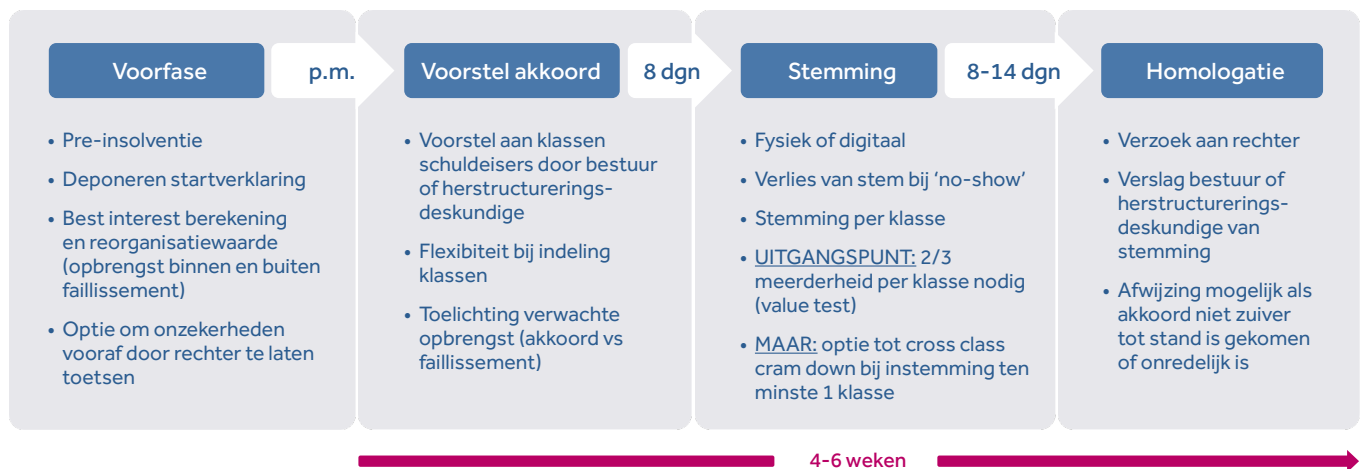 Voorfase
p.m.
• Pre-insolventie
• Deponeren startverklaring
• Best interest berekening
en reorganisatiewaarde
(opbrengst binnen en buiten
faillissement)
• Optie om onzekerheden
vooraf door rechter te laten
toetsen
Voorstel akkoord
8 dgn
• Voorstel aan klassen
schuldeisers door bestuur
of herstructurerings-
deskundige
• Flexibiteit bij indeling
klassen
• Toelichting verwachte
opbrengst (akkoord vs
faillissement)
Stemming
8-14 dgn
• Fysiek of digitaal
• Verlies van stem bij ‘no-show’
• Stemming per klasse
• UITGANGSPUNT: 2/3
meerderheid per klasse nodig
(value test)
• MAAR: optie tot cross class
cram down bij instemming ten
minste 1 klasse
Homologatie
• Verzoek aan rechter
• Verslag bestuur of
herstructurerings-
deskundige van
stemming
• Afwijzing mogelijk als
akkoord niet zuiver
tot stand is gekomen
of onredelijk is
4-6 weken